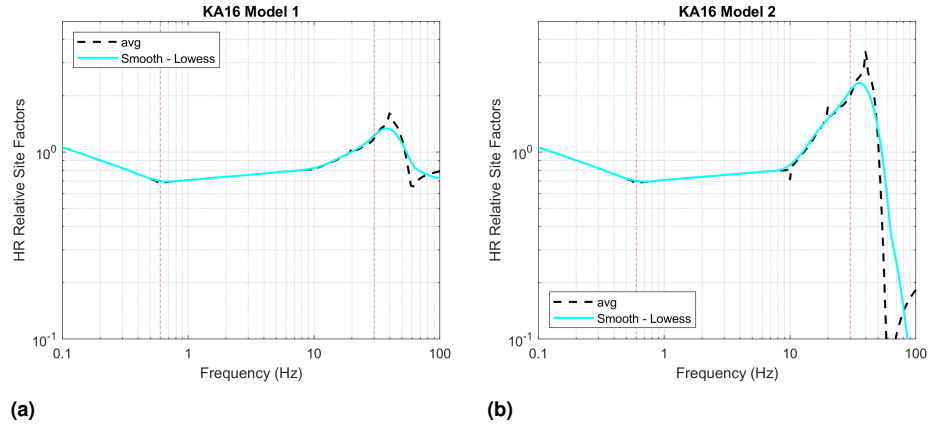 KA16 Model 1
avg
Smooth - Lowess
HR Relative Site Factors
10^0
10^-1
0.1 1 10 100
Frequency (Hz)
(a)
KA16 Model 2
avg
Smooth - Lowess
HR Relative Site Factors
10^0
10^-1
0.1 1 10 100
Frequency (Hz)
(b)